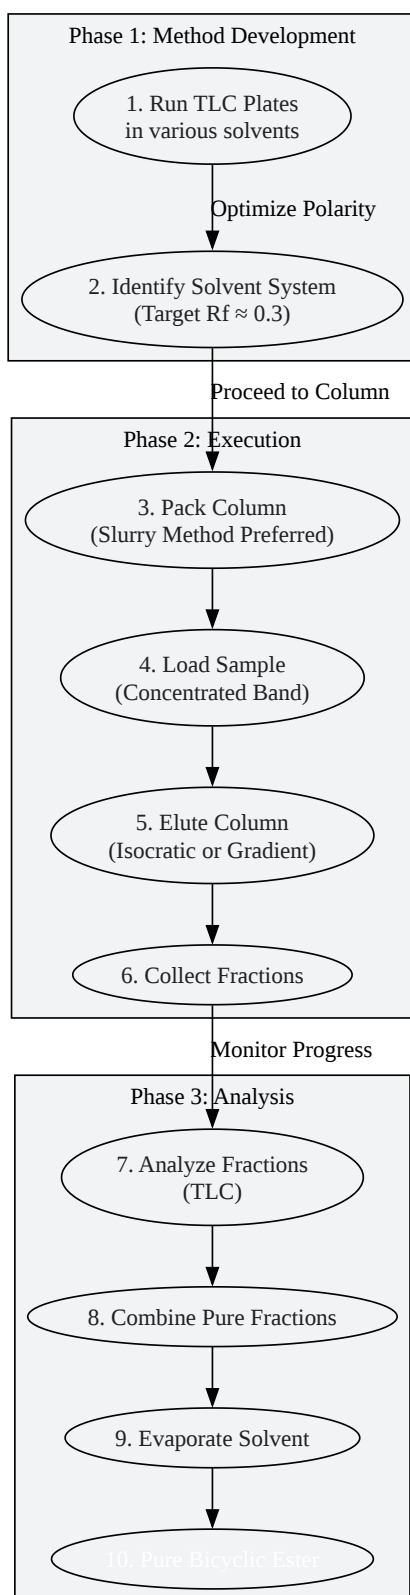 Phase 1: Method Development
1. Run TLC Plates
in various solvents
Optimize Polarity
2. Identify Solvent System
(Target Rf ≈ 0.3)
Proceed to Column
Phase 2: Execution
3. Pack Column
(Slurry Method Preferred)
4. Load Sample
(Concentrated Band)
5. Elute Column
(Isocratic or Gradient)
6. Collect Fractions
Monitor Progress
Phase 3: Analysis
7. Analyze Fractions
(TLC)
8. Combine Pure Fractions
9. Evaporate Solvent
10. Pure Bicyclic Ester